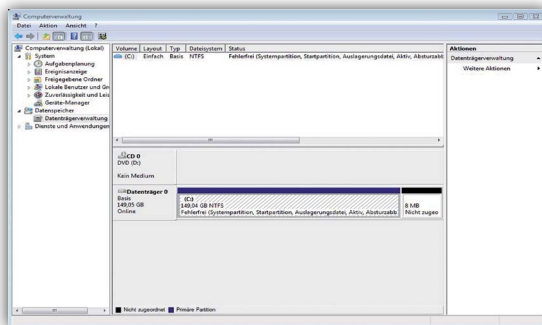 Computerverwaltung
Datei Aktion Ansicht ?
Computerverwaltung (Lokal)
System
Aufgabenplanung
Ereignisanzeige
Freigegebene Ordner
Lokale Benutzer und Gr
Zuverlässigkeit und Leis
Geräte-Manager
Datenspeicher
Datenträgerverwaltung
Dienste und Anwendungen
Volume Layout Typ Dateisystem Status
(C:) Einfach Basis NTFS Fehlerfrei (Systempartition, Startpartition, Auslagerungsdatei, Aktiv, Absturzabb
CD 0
DVD (D:)
Kein Medium
Datenträger 0
Basis
149,05 GB
Online
(C:)
149,04 GB NTFS
Fehlerfrei (Systempartition, Startpartition, Auslagerungsdatei, Aktiv, Absturzabb
8 MB
Nicht zugeo
Nicht zugeordnet Primäre Partition
Aktionen
Datenträgerverwaltung
Weitere Aktionen